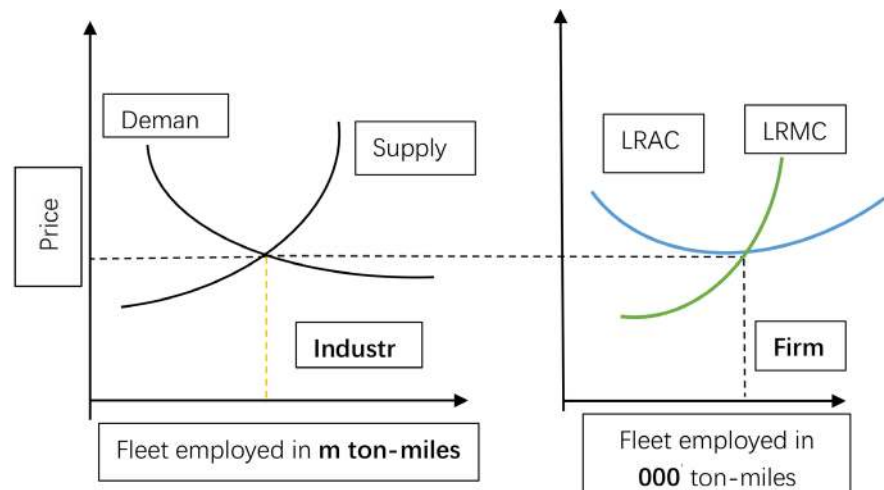 Deman
Supply
Price
Industr
Fleet employed in m ton-miles
LRAC
LRMC
Firm
Fleet employed in
000' ton-miles